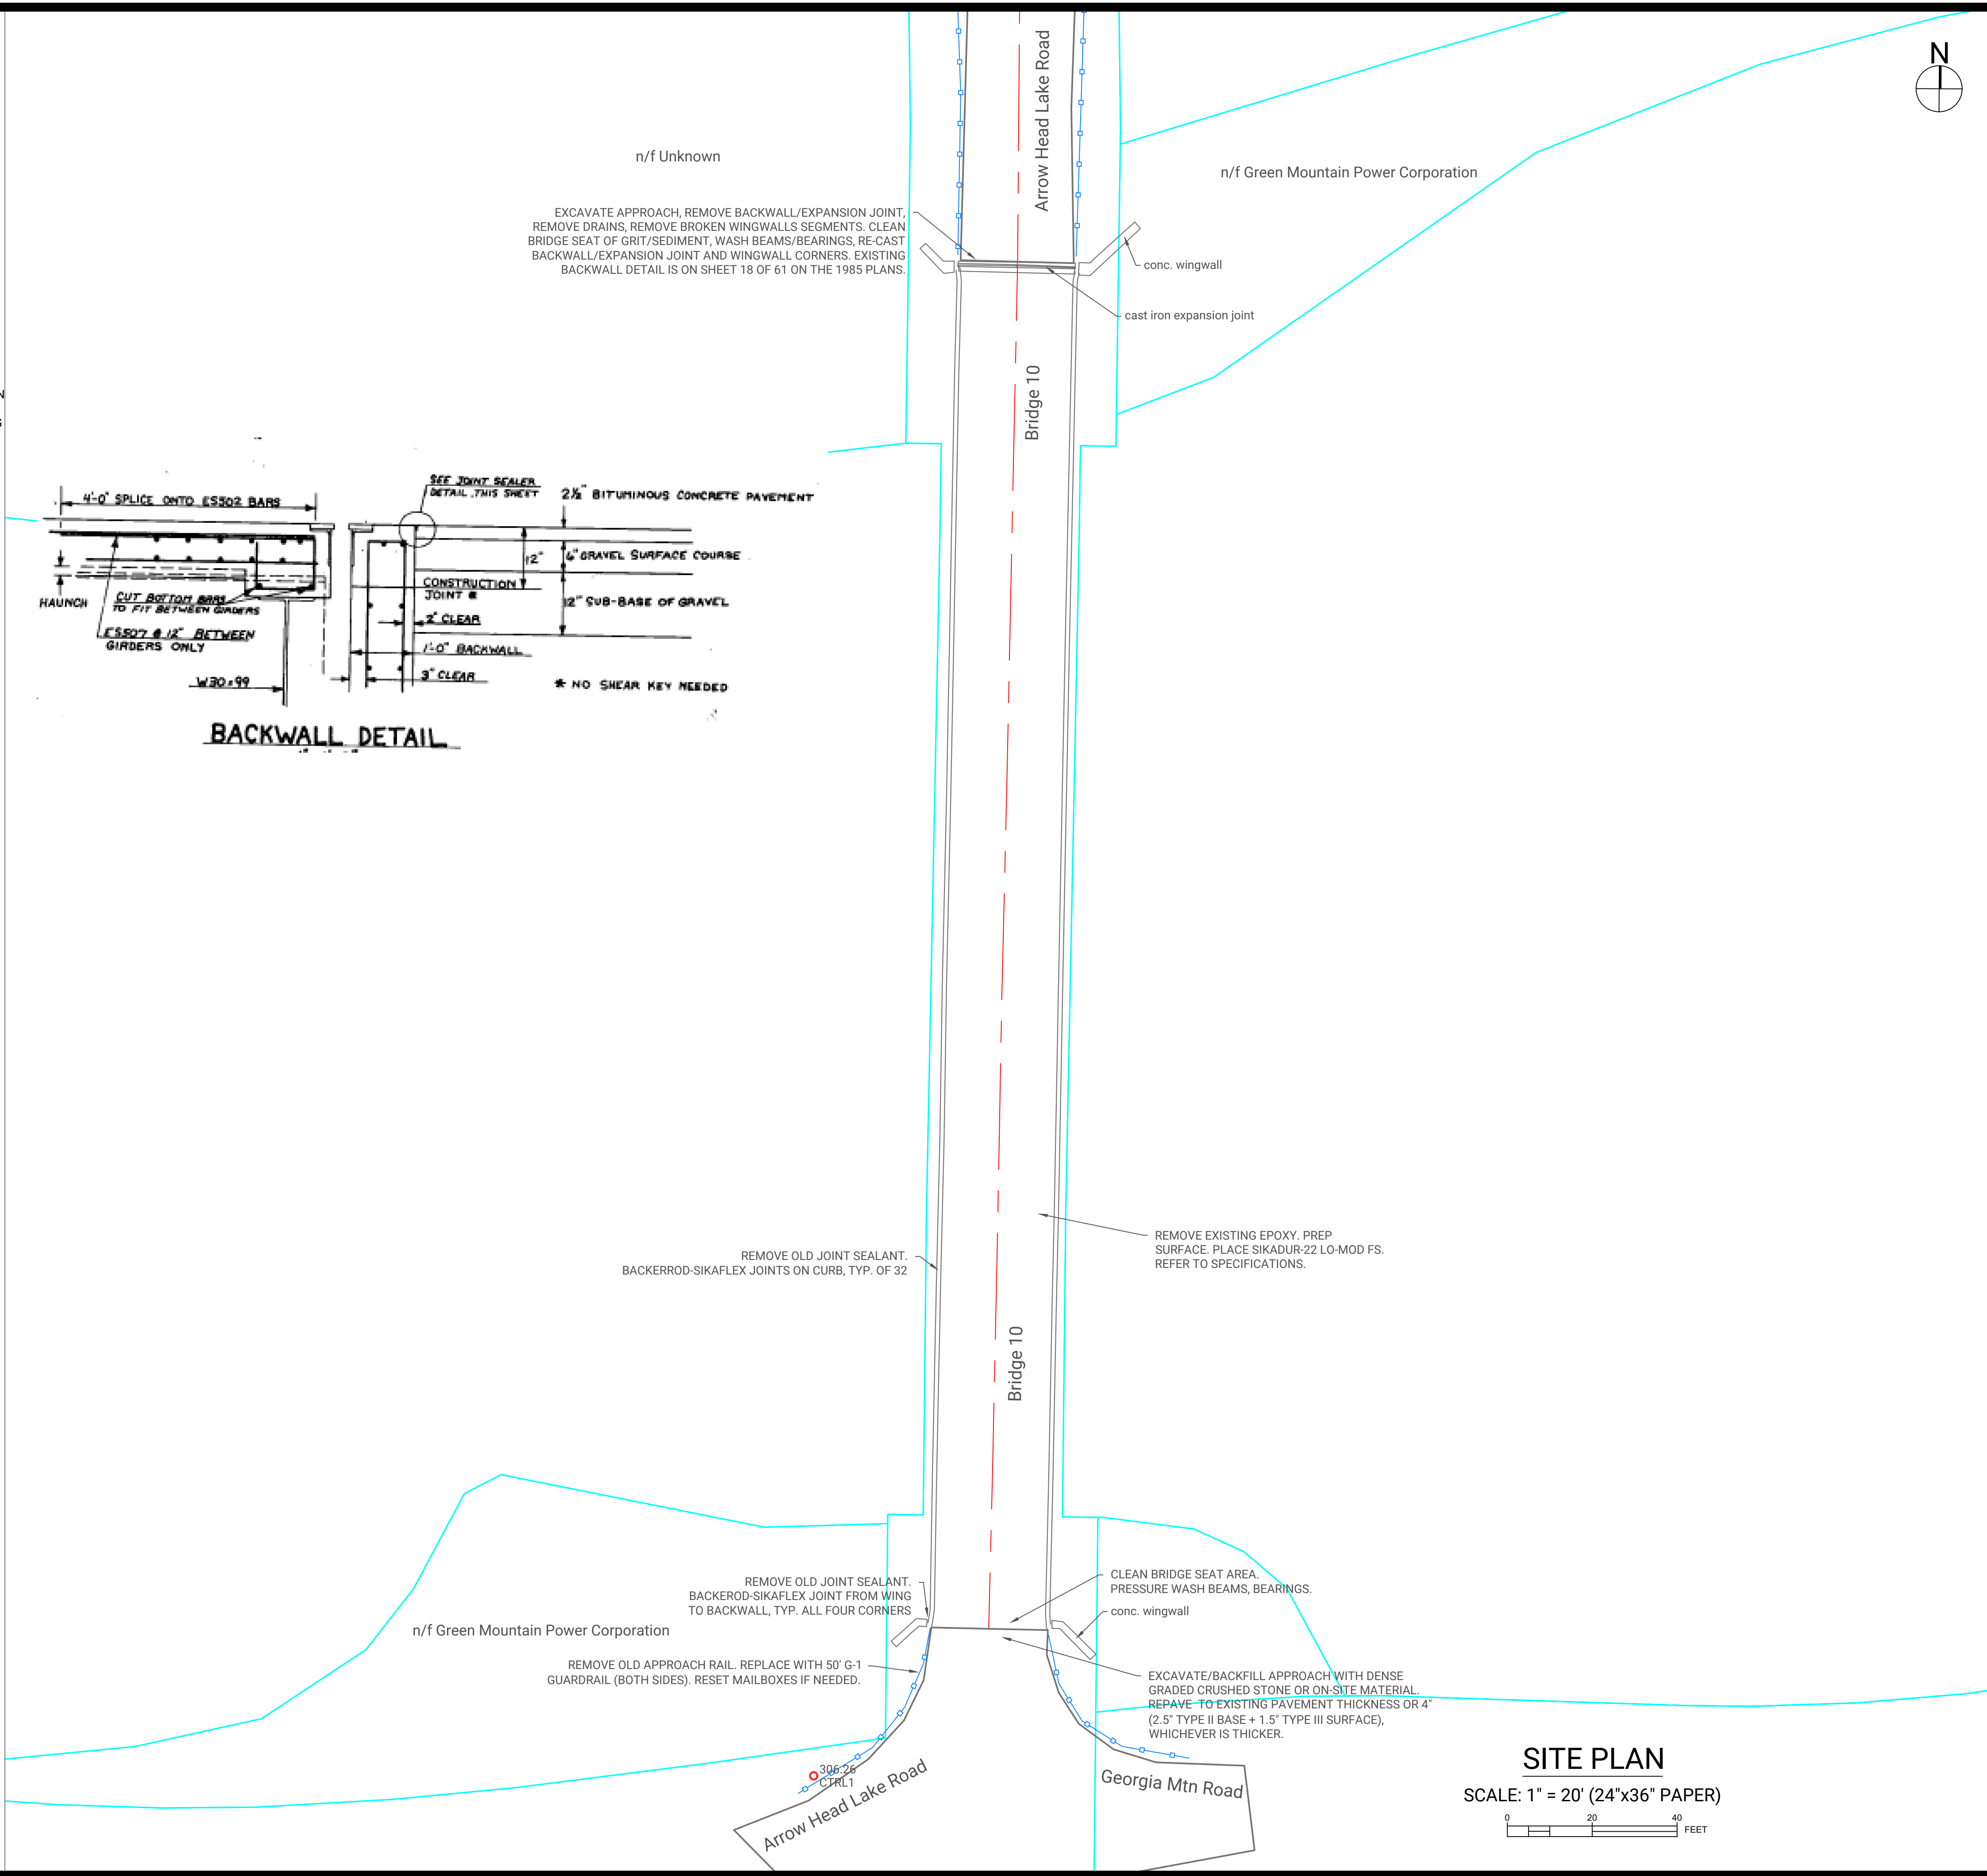 N
Arrow Head Lake Road
n/f Unknown
n/f Green Mountain Power Corporation
EXCAVATE APPROACH, REMOVE BACKWALL/EXPANSION JOINT,
REMOVE DRAINS, REMOVE BROKEN WINGWALLS SEGMENTS. CLEAN
BRIDGE SEAT OF GRIT/SEDIMENT, WASH BEAMS/BEARINGS, RE-CAST
BACKWALL/EXPANSION JOINT AND WINGWALL CORNERS. EXISTING
BACKWALL DETAIL IS ON SHEET 18 OF 61 ON THE 1985 PLANS.
conc. wingwall
cast iron expansion joint
Bridge 10
N
4'-0" SPLICE ONTO ES502 BARS
SEE JOINT SEALER
DETAIL THIS SHEET
2½" BITUMINOUS CONCRETE PAVEMENT
12"
6" GRAVEL SURFACE COURSE
CONSTRUCTION
JOINT *
12" SUB-BASE OF GRAVEL
HAUNCH
CUT BOTTOM BARS
TO FIT BETWEEN GIRDERS
2" CLEAR
ES507 @ 12" BETWEEN
GIRDERS ONLY
1'-0" BACKWALL
3" CLEAR
W30×99
* NO SHEAR KEY NEEDED
BACKWALL DETAIL
REMOVE EXISTING EPOXY. PREP
SURFACE. PLACE SIKADUR-22 LO-MOD FS.
REFER TO SPECIFICATIONS.
REMOVE OLD JOINT SEALANT.
BACKERROD-SIKAFLEX JOINTS ON CURB, TYP. OF 32
Bridge 10
REMOVE OLD JOINT SEALANT.
BACKEROD-SIKAFLEX JOINT FROM WING
TO BACKWALL, TYP. ALL FOUR CORNERS
CLEAN BRIDGE SEAT AREA.
PRESSURE WASH BEAMS, BEARINGS.
conc. wingwall
n/f Green Mountain Power Corporation
REMOVE OLD APPROACH RAIL. REPLACE WITH 50' G-1
GUARDRAIL (BOTH SIDES). RESET MAILBOXES IF NEEDED.
EXCAVATE/BACKFILL APPROACH WITH DENSE
GRADED CRUSHED STONE OR ON-SITE MATERIAL.
REPAVE TO EXISTING PAVEMENT THICKNESS OR 4"
(2.5" TYPE II BASE + 1.5" TYPE III SURFACE),
WHICHEVER IS THICKER.
306.26
CTRL1
Arrow Head Lake Road
Georgia Mtn Road
SITE PLAN
SCALE: 1" = 20' (24"x36" PAPER)
0 20 40
FEET